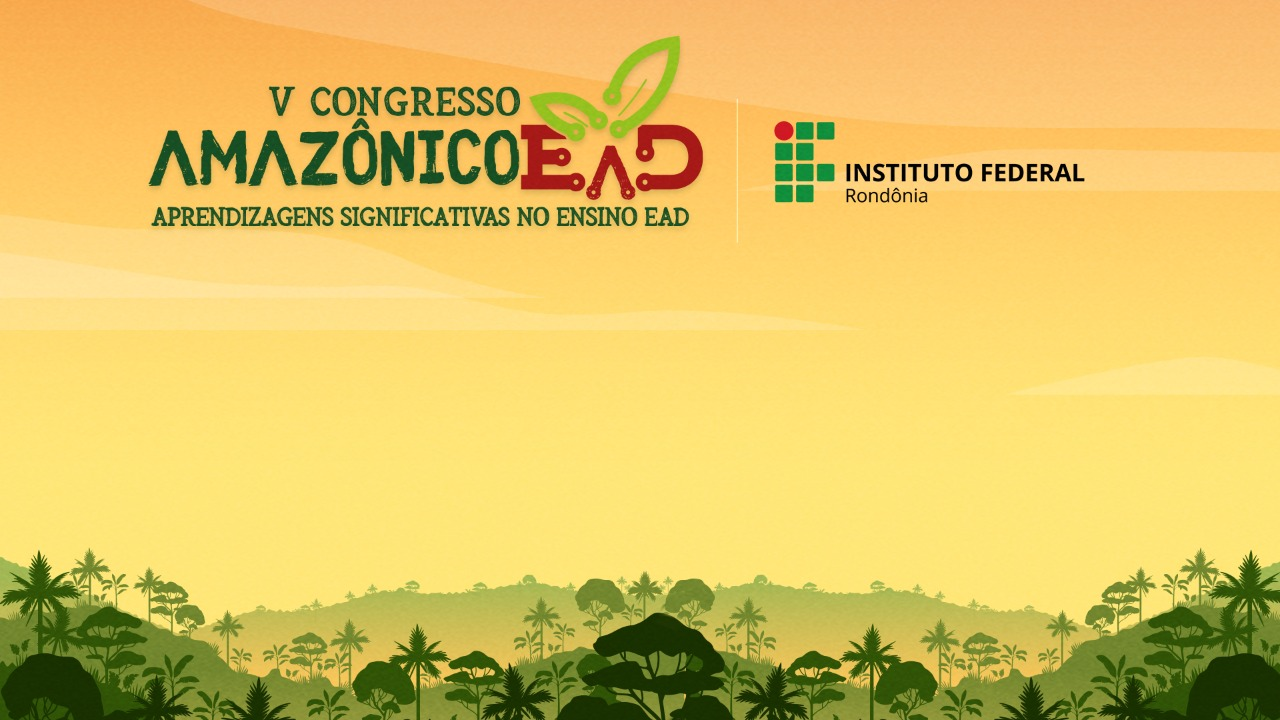 V CONGRESSO
AMAZÔNICO EAD
APRENDIZAGENS SIGNIFICATIVAS NO ENSINO EAD
INSTITUTO FEDERAL
Rondônia